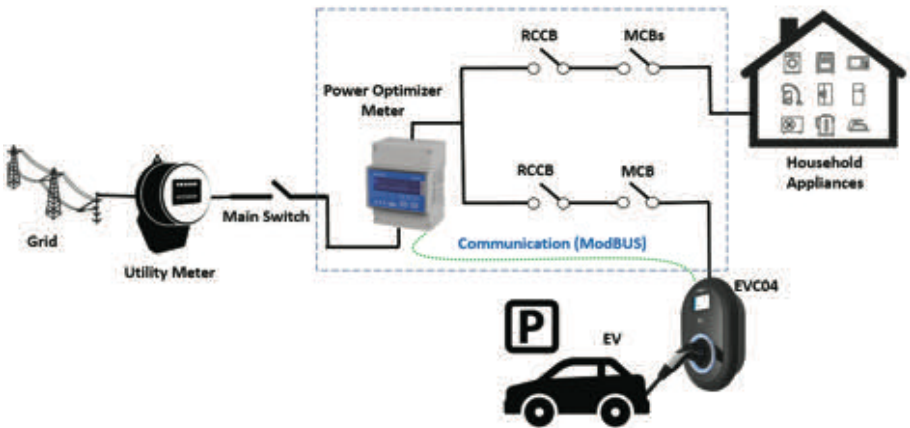 RCCB
MCBs
Power Optimizer
Meter
Household
Appliances
RCCB
MCB
Main Switch
Grid
Communication (ModBUS)
Utility Meter
EVC04
P
EV